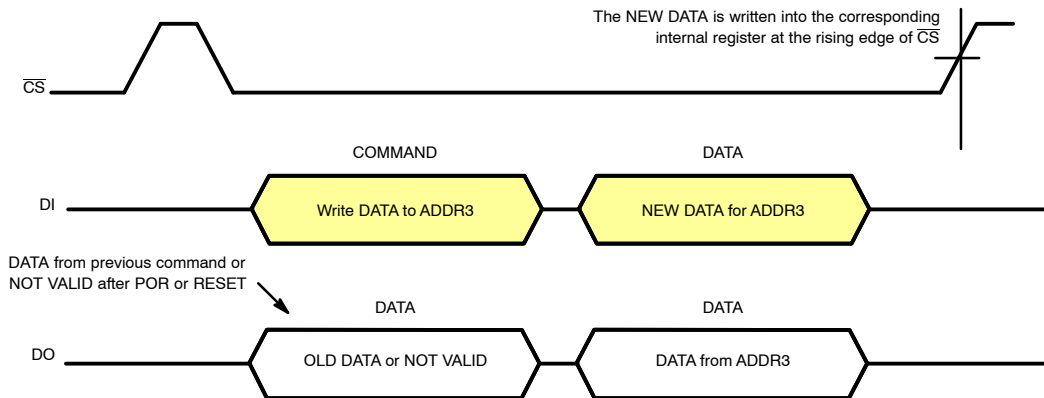 The NEW DATA is written into the corresponding
internal register at the rising edge of C̅S̅
C̅S̅
COMMAND
DATA
DI
Write DATA to ADDR3
NEW DATA for ADDR3
DATA from previous command or
NOT VALID after POR or RESET
DATA
DATA
DO
OLD DATA or NOT VALID
DATA from ADDR3